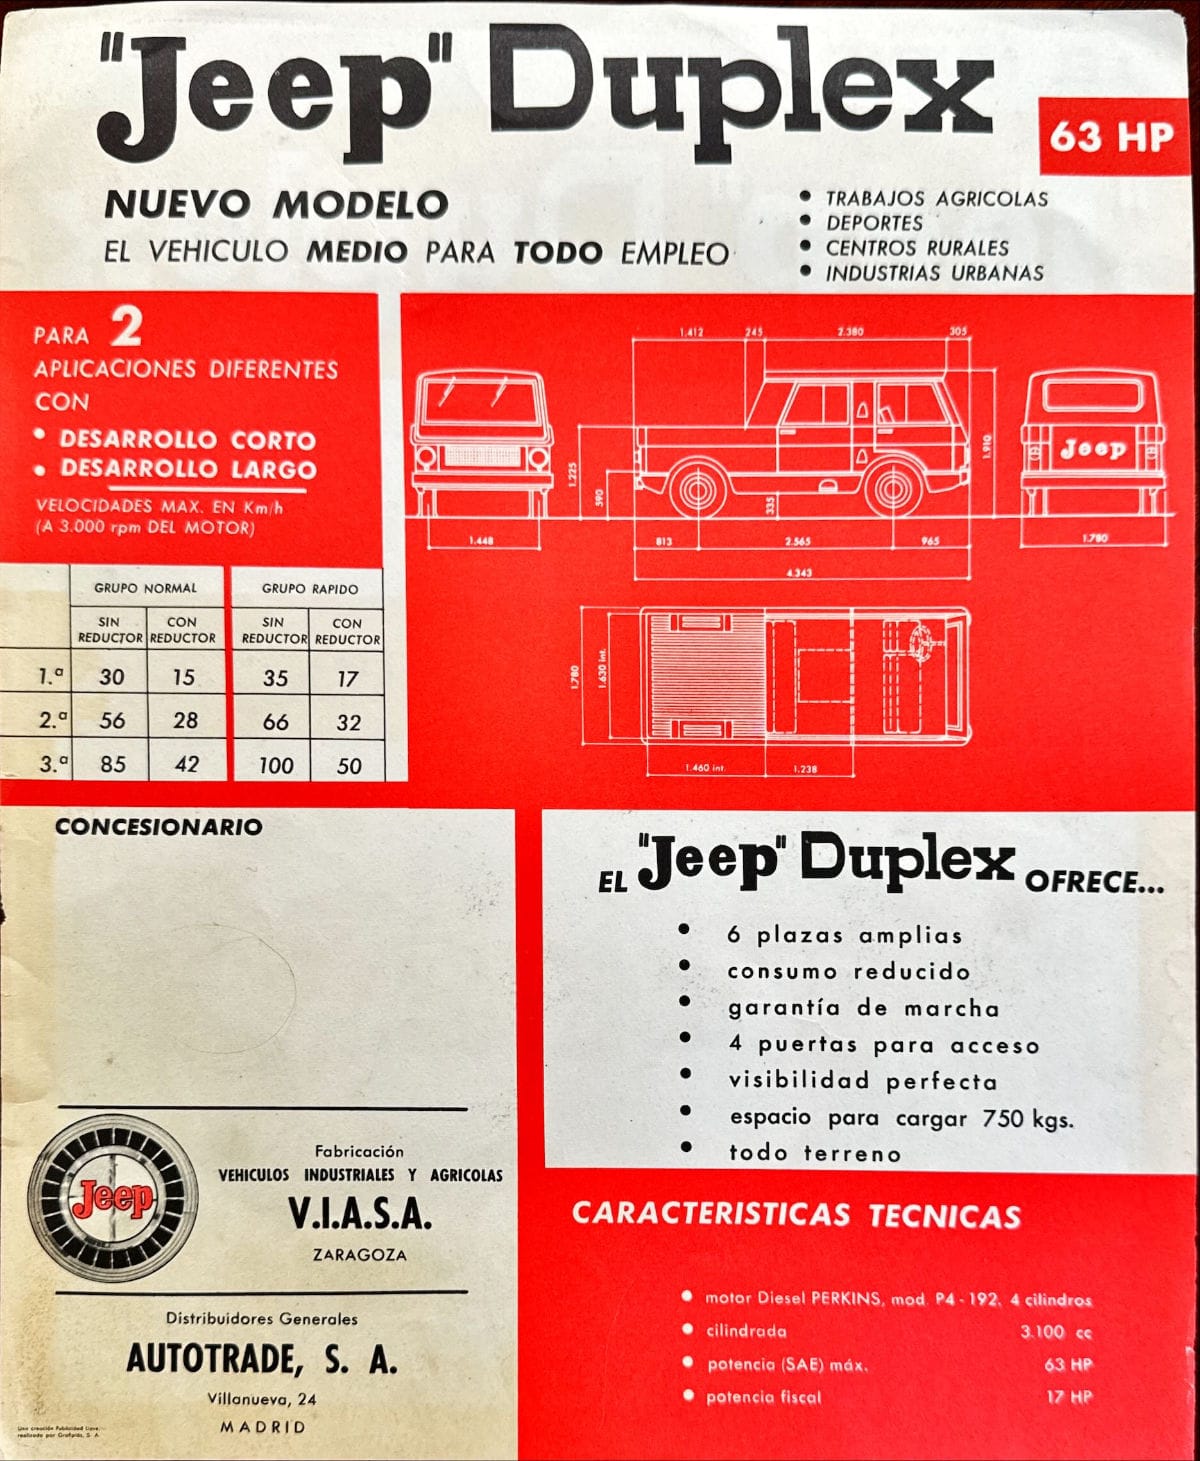 "Jeep" Duplex
63 HP
NUEVO MODELO
EL VEHICULO MEDIO PARA TODO EMPLEO
• TRABAJOS AGRICOLAS
• DEPORTES
• CENTROS RURALES
• INDUSTRIAS URBANAS
PARA 2
APLICACIONES DIFERENTES
CON
• DESARROLLO CORTO
• DESARROLLO LARGO
VELOCIDADES MAX. EN Km/h
(A 3.000 rpm DEL MOTOR)
GRUPO NORMAL GRUPO RAPIDO
SIN REDUCTOR CON REDUCTOR SIN REDUCTOR CON REDUCTOR
1.ª 30 15 35 17
2.ª 56 28 66 32
3.ª 85 42 100 50
1.412 245 2.380 305
1.225
590
335
1.910
Jeep
1.448
813 2.565 965
4.343
1.780
1.780
1.630 int.
1.460 int. 1.238
CONCESIONARIO
Jeep
Fabricación
VEHICULOS INDUSTRIALES Y AGRICOLAS
V.I.A.S.A.
ZARAGOZA
Distribuidores Generales
AUTOTRADE, S. A.
Villanueva, 24
MADRID
Una creación Publicidad
realizada por Grafiprés, S. A.
EL "Jeep" Duplex OFRECE...
• 6 plazas amplias
• consumo reducido
• garantía de marcha
• 4 puertas para acceso
• visibilidad perfecta
• espacio para cargar 750 kgs.
• todo terreno
CARACTERISTICAS TECNICAS
• motor Diesel PERKINS, mod. P4-192. 4 cilindros
• cilindrada 3.100 cc
• potencia (SAE) máx. 63 HP
• potencia fiscal 17 HP